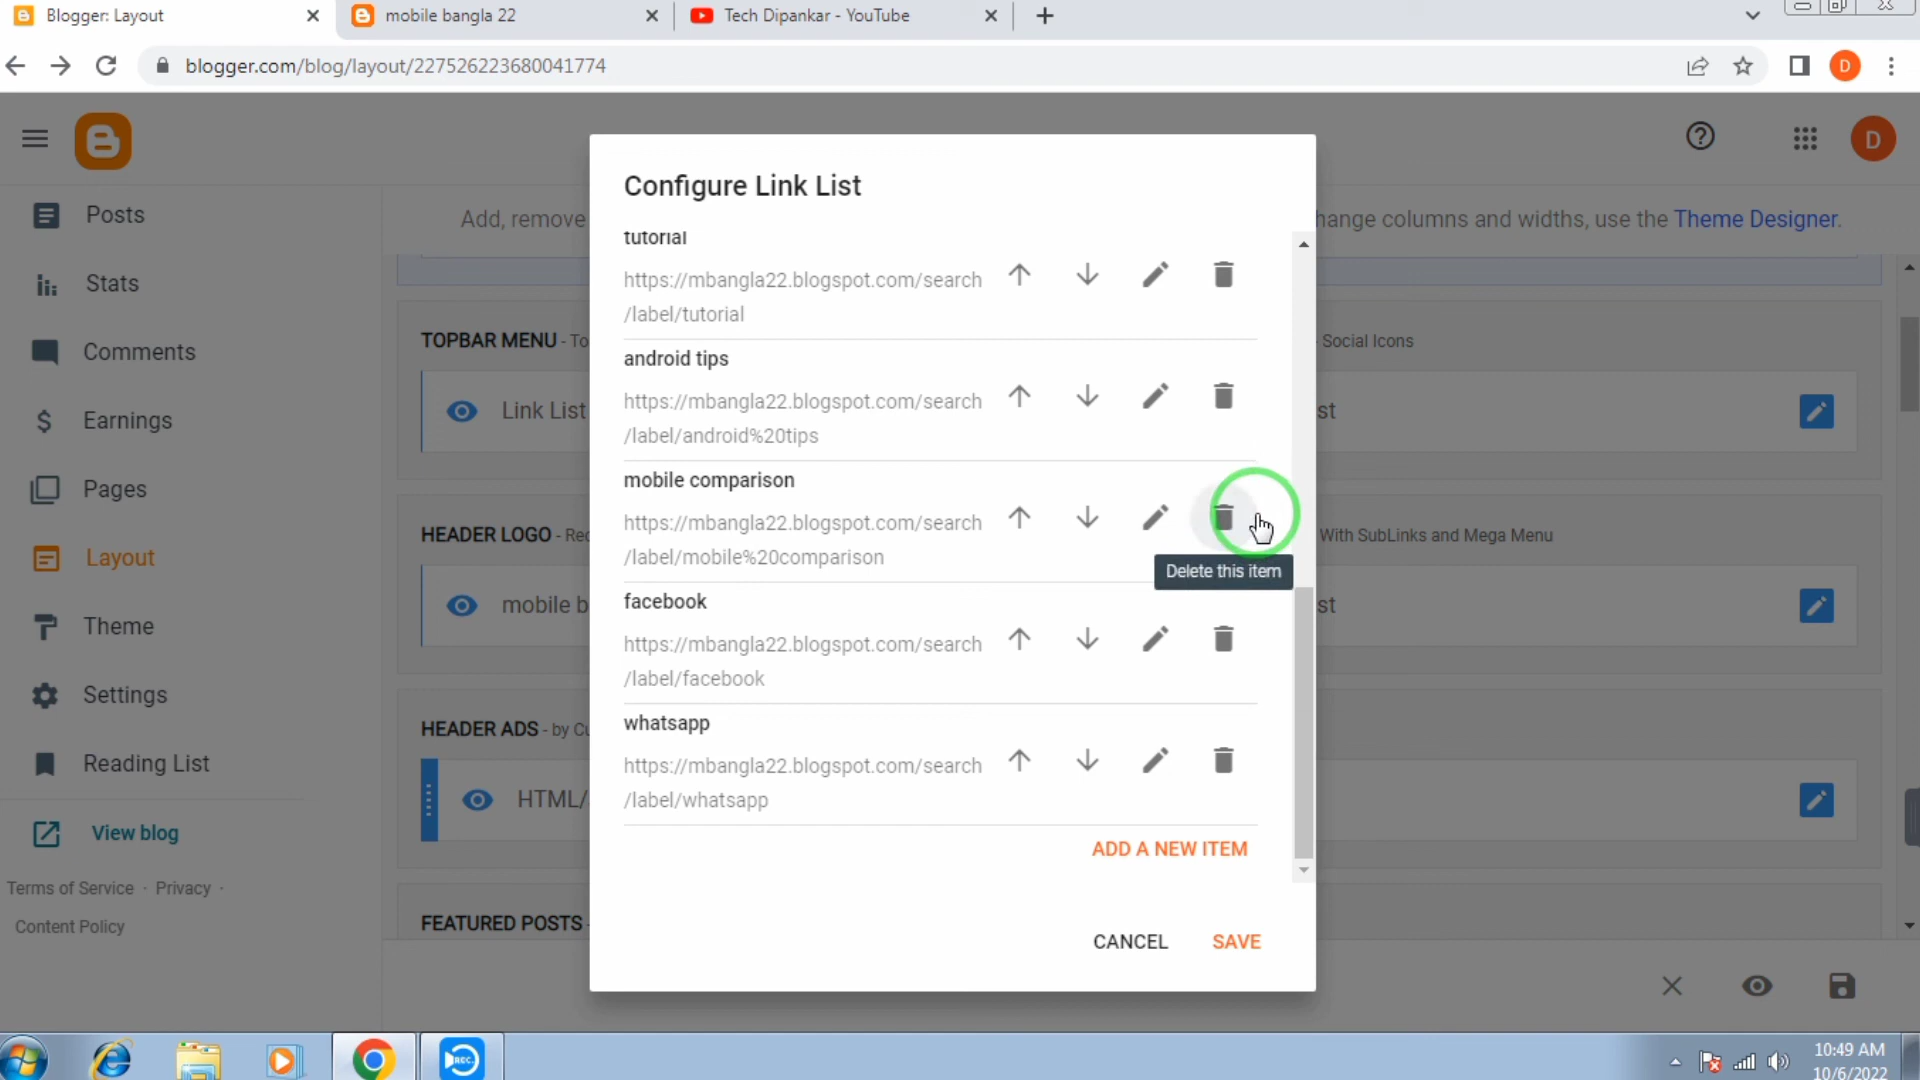 Blogger: Layout
mobile bangla 22
Tech Dipankar - YouTube
blogger.com/blog/layout/227526223680041774
D
D
Posts
Stats
Comments
Earnings
Pages
Layout
Theme
Settings
Reading List
View blog
Terms of Service · Privacy ·
Content Policy
Add, remove
hange columns and widths, use the Theme Designer.
TOPBAR MENU - To
Social Icons
Link List
st
HEADER LOGO - Rec
With SubLinks and Mega Menu
mobile b
st
HEADER ADS - by Cu
HTML/
FEATURED POSTS -
Configure Link List
tutorial
https://mbangla22.blogspot.com/search
/label/tutorial
android tips
https://mbangla22.blogspot.com/search
/label/android%20tips
mobile comparison
https://mbangla22.blogspot.com/search
/label/mobile%20comparison
Delete this item
facebook
https://mbangla22.blogspot.com/search
/label/facebook
whatsapp
https://mbangla22.blogspot.com/search
/label/whatsapp
ADD A NEW ITEM
CANCEL
SAVE
REC
10:49 AM
10/6/2022